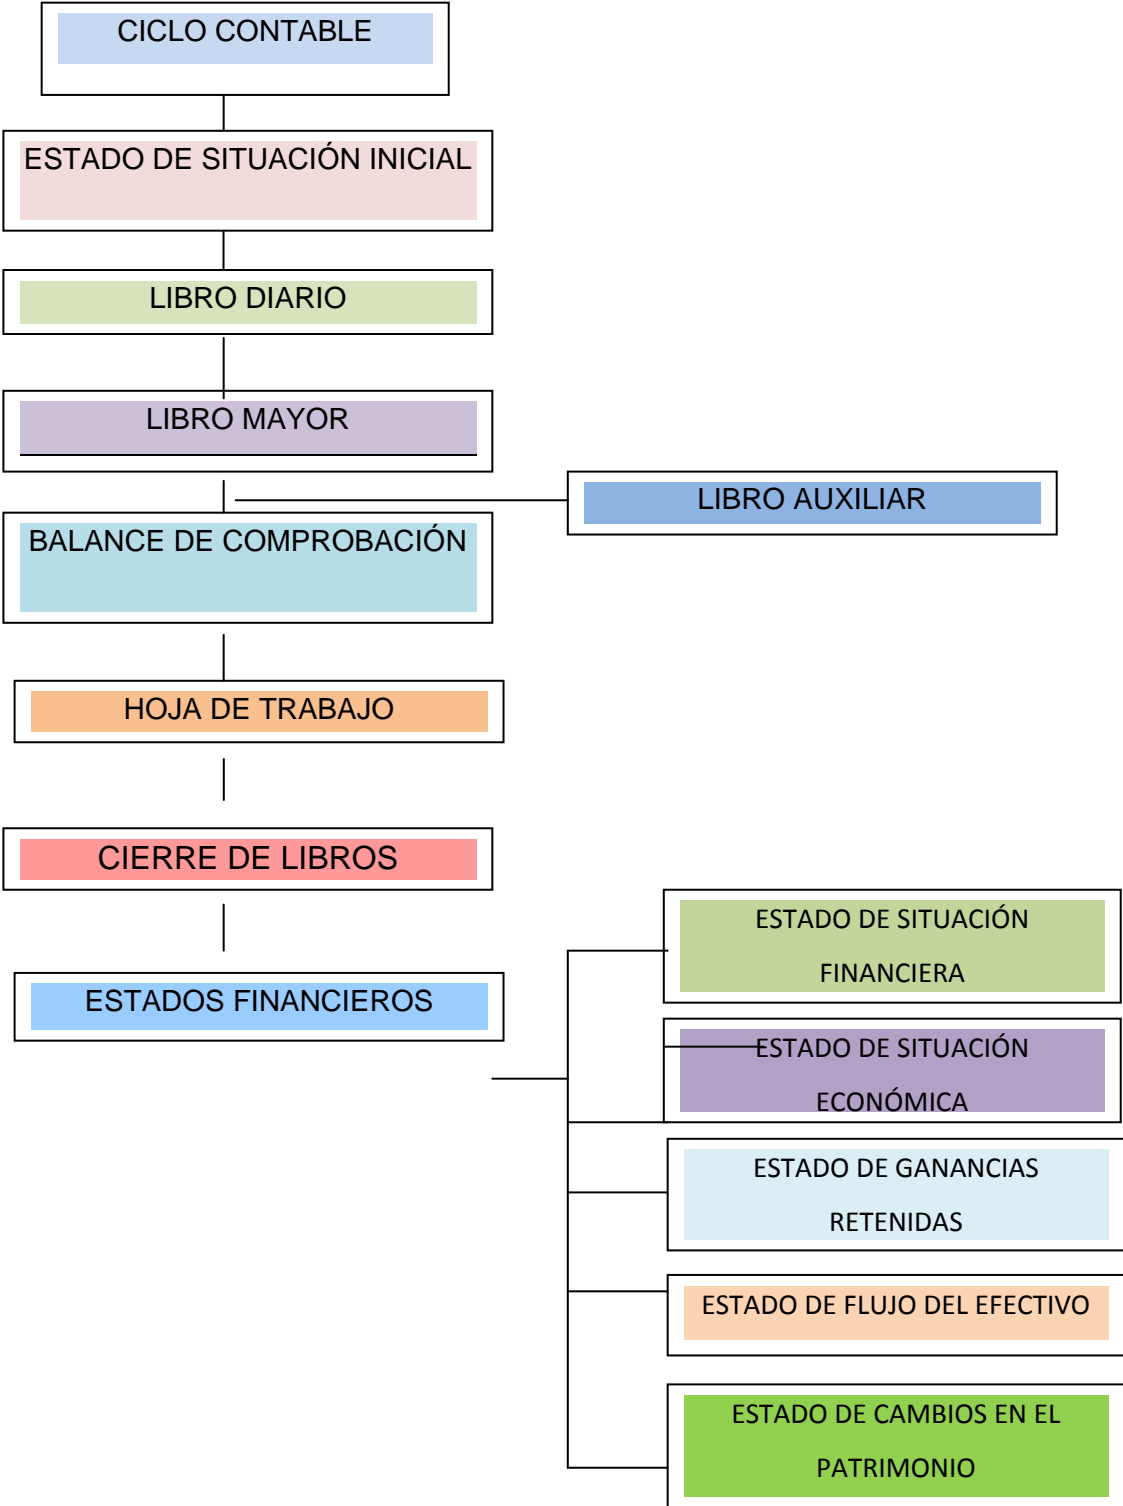 CICLO CONTABLE
ESTADO DE SITUACIÓN INICIAL
LIBRO DIARIO
LIBRO MAYOR
LIBRO AUXILIAR
BALANCE DE COMPROBACIÓN
HOJA DE TRABAJO
CIERRE DE LIBROS
ESTADOS FINANCIEROS
ESTADO DE SITUACIÓN
FINANCIERA
ESTADO DE SITUACIÓN
ECONÓMICA
ESTADO DE GANANCIAS
RETENIDAS
ESTADO DE FLUJO DEL EFECTIVO
ESTADO DE CAMBIOS EN EL
PATRIMONIO